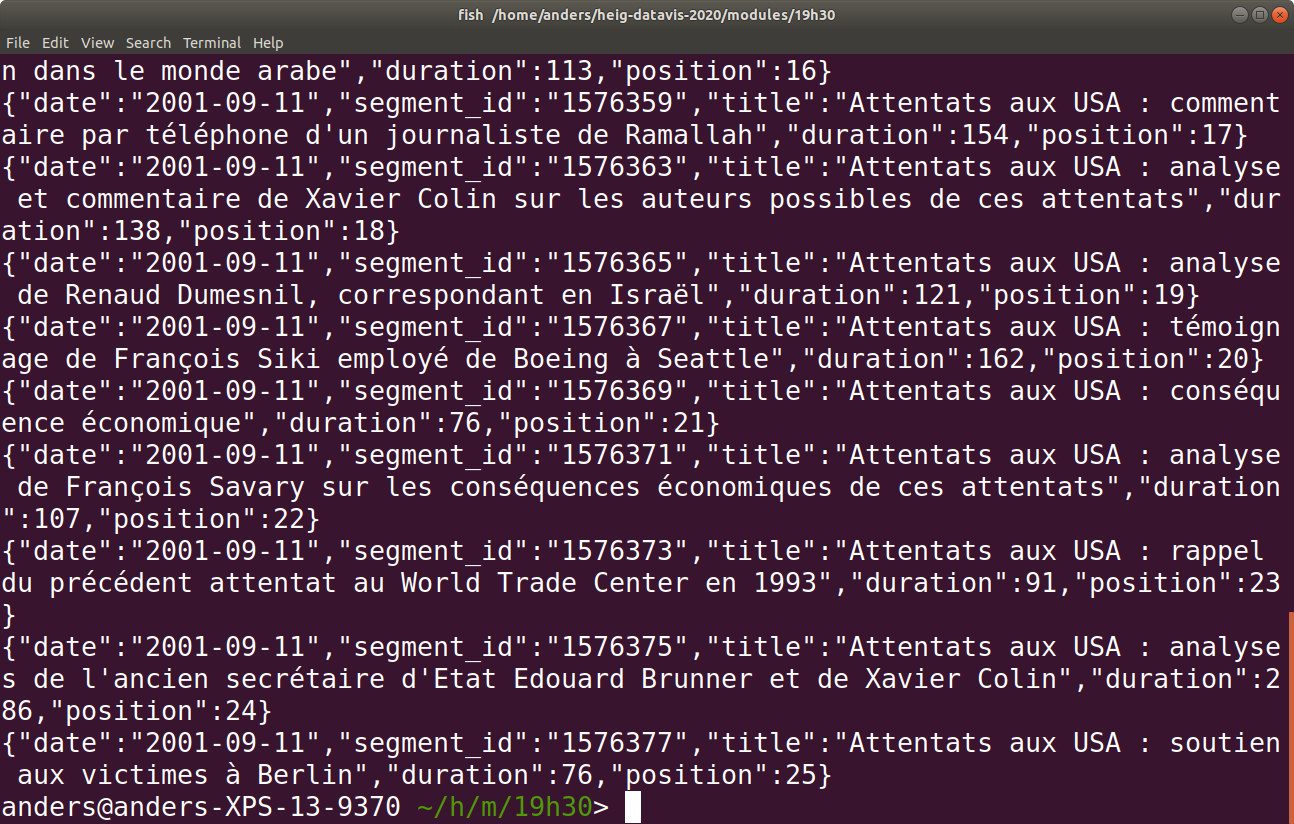 fish /home/anders/heig-datavis-2020/modules/19h30
File Edit View Search Terminal Help
n dans le monde arabe","duration":113,"position":16}
{"date":"2001-09-11","segment_id":"1576359","title":"Attentats aux USA : comment
aire par téléphone d'un journaliste de Ramallah","duration":154,"position":17}
{"date":"2001-09-11","segment_id":"1576363","title":"Attentats aux USA : analyse
 et commentaire de Xavier Colin sur les auteurs possibles de ces attentats","dur
ation":138,"position":18}
{"date":"2001-09-11","segment_id":"1576365","title":"Attentats aux USA : analyse
 de Renaud Dumesnil, correspondant en Israël","duration":121,"position":19}
{"date":"2001-09-11","segment_id":"1576367","title":"Attentats aux USA : témoign
age de François Siki employé de Boeing à Seattle","duration":162,"position":20}
{"date":"2001-09-11","segment_id":"1576369","title":"Attentats aux USA : conséqu
ence économique","duration":76,"position":21}
{"date":"2001-09-11","segment_id":"1576371","title":"Attentats aux USA : analyse
 de François Savary sur les conséquences économiques de ces attentats","duration
":107,"position":22}
{"date":"2001-09-11","segment_id":"1576373","title":"Attentats aux USA : rappel
du précédent attentat au World Trade Center en 1993","duration":91,"position":23
}
{"date":"2001-09-11","segment_id":"1576375","title":"Attentats aux USA : analyse
s de l'ancien secrétaire d'Etat Edouard Brunner et de Xavier Colin","duration":2
86,"position":24}
{"date":"2001-09-11","segment_id":"1576377","title":"Attentats aux USA : soutien
 aux victimes à Berlin","duration":76,"position":25}
anders@anders-XPS-13-9370 ~/h/m/19h30>